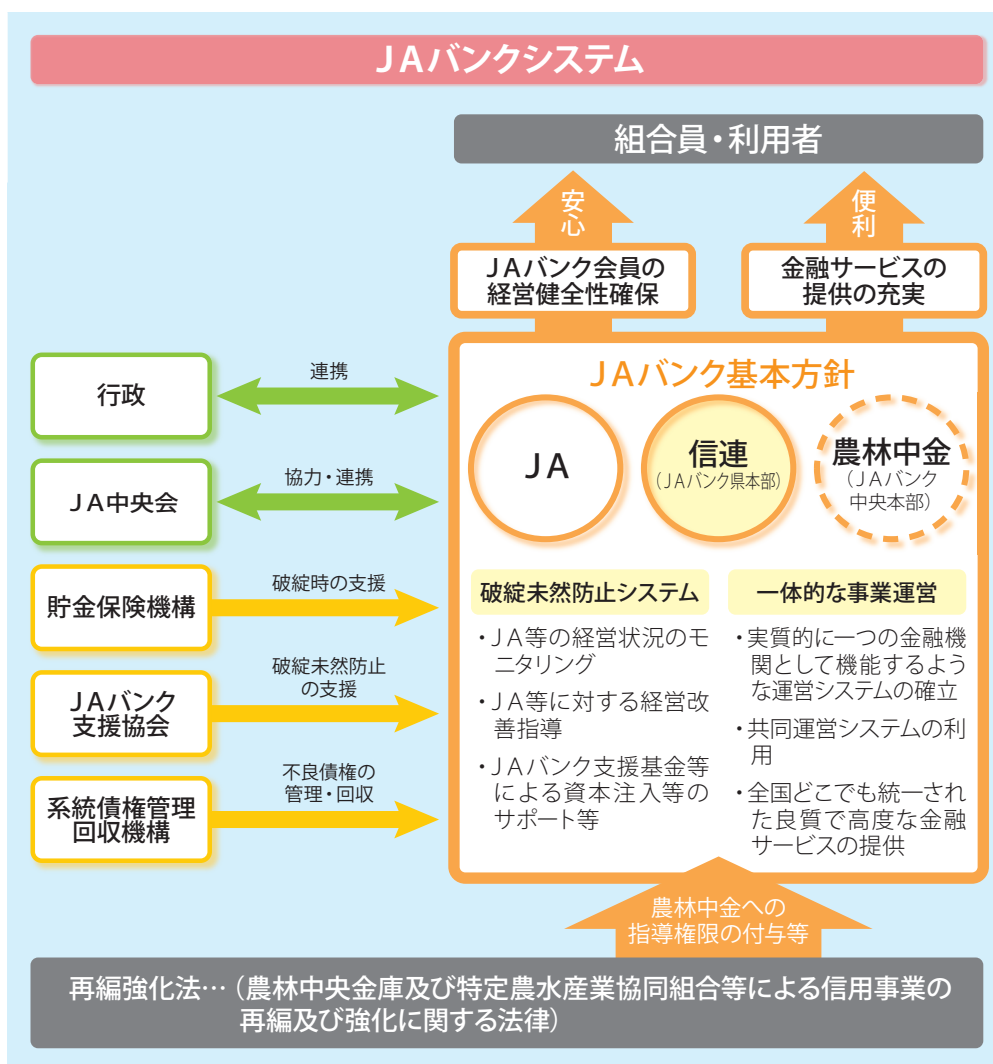 JAバンクシステム
組合員・利用者
安心
便利
JAバンク会員の
経営健全性確保
金融サービスの
提供の充実
行政
連携
JA中央会
協力・連携
貯金保険機構
破綻時の支援
JAバンク
支援協会
破綻未然防止
の支援
系統債権管理
回収機構
不良債権の
管理・回収
JAバンク基本方針
JA
信連
（JAバンク県本部）
農林中金
（JAバンク
中央本部）
破綻未然防止システム
・JA等の経営状況のモ
ニタリング
・JA等に対する経営改
善指導
・JAバンク支援基金等
による資本注入等の
サポート等
一体的な事業運営
・実質的に一つの金融機
関として機能するよう
な運営システムの確立
・共同運営システムの利
用
・全国どこでも統一され
た良質で高度な金融
サービスの提供
農林中金への
指導権限の付与等
再編強化法…（農林中央金庫及び特定農水産業協同組合等による信用事業の
再編及び強化に関する法律）